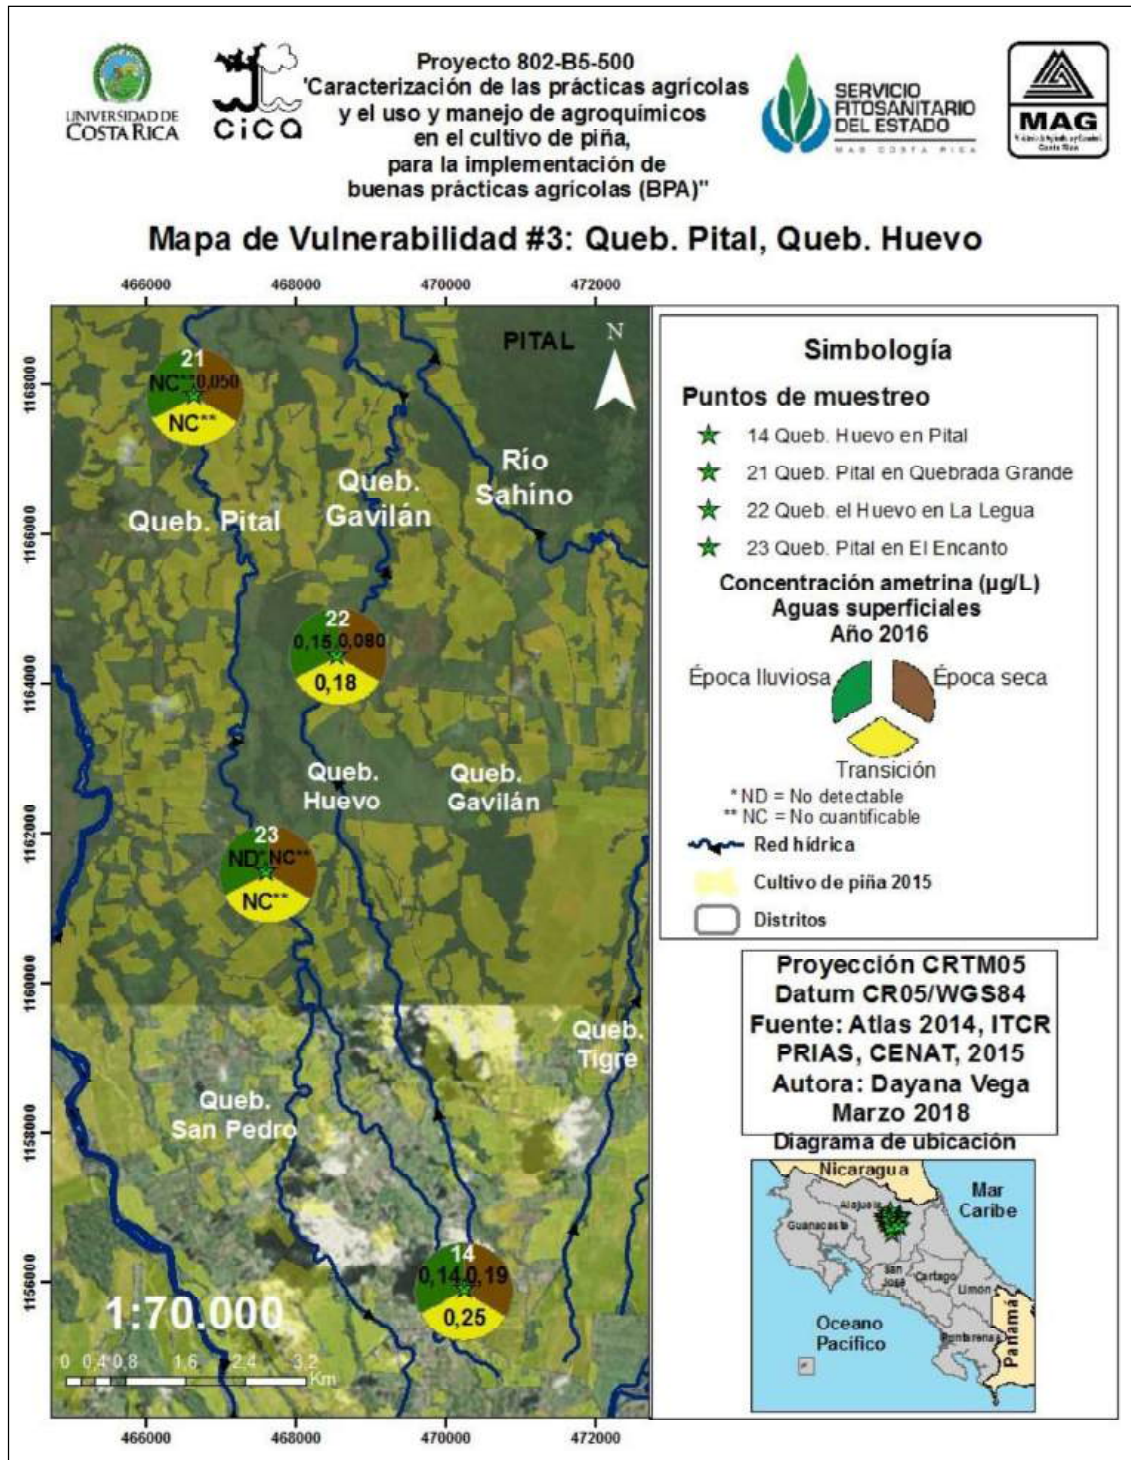 UNIVERSIDAD DE
COSTA RICA
cica
Proyecto 802-B5-500
"Caracterización de las prácticas agrícolas
y el uso y manejo de agroquímicos
en el cultivo de piña,
para la implementación de
buenas prácticas agrícolas (BPA)"
SERVICIO
FITOSANITARIO
DEL ESTADO
MAG COSTA RICA
MAG
Costa Rica
Mapa de Vulnerabilidad #3: Queb. Pital, Queb. Huevo
466000 468000 470000 472000
1168000
1166000
1164000
1162000
1160000
1158000
1156000
PITAL
N
21
NC** 0,050
NC**
Río
Sahíno
Queb.
Gavilán
Queb. Pital
22
0,15 0,080
0,18
Queb.
Huevo
Queb.
Gavilán
23
ND* NC**
NC**
Queb.
Tigre
Queb.
San Pedro
14
0,14 0,19
0,25
1:70.000
0 0,4 0,8 1,6 2,4 3,2
Km
466000 468000 470000 472000
Simbología
Puntos de muestreo
14 Queb. Huevo en Pital
21 Queb. Pital en Quebrada Grande
22 Queb. el Huevo en La Legua
23 Queb. Pital en El Encanto
Concentración ametrina (µg/L)
Aguas superficiales
Año 2016
Época lluviosa Época seca
Transición
* ND = No detectable
** NC = No cuantificable
Red hídrica
Cultivo de piña 2015
Distritos
Proyección CRTM05
Datum CR05/WGS84
Fuente: Atlas 2014, ITCR
PRIAS, CENAT, 2015
Autora: Dayana Vega
Marzo 2018
Diagrama de ubicación
Nicaragua
Mar
Caribe
Alajuela
Guanacaste
San
José
Cartago
Limón
Oceano
Pacífico
Puntarenas
Panamá